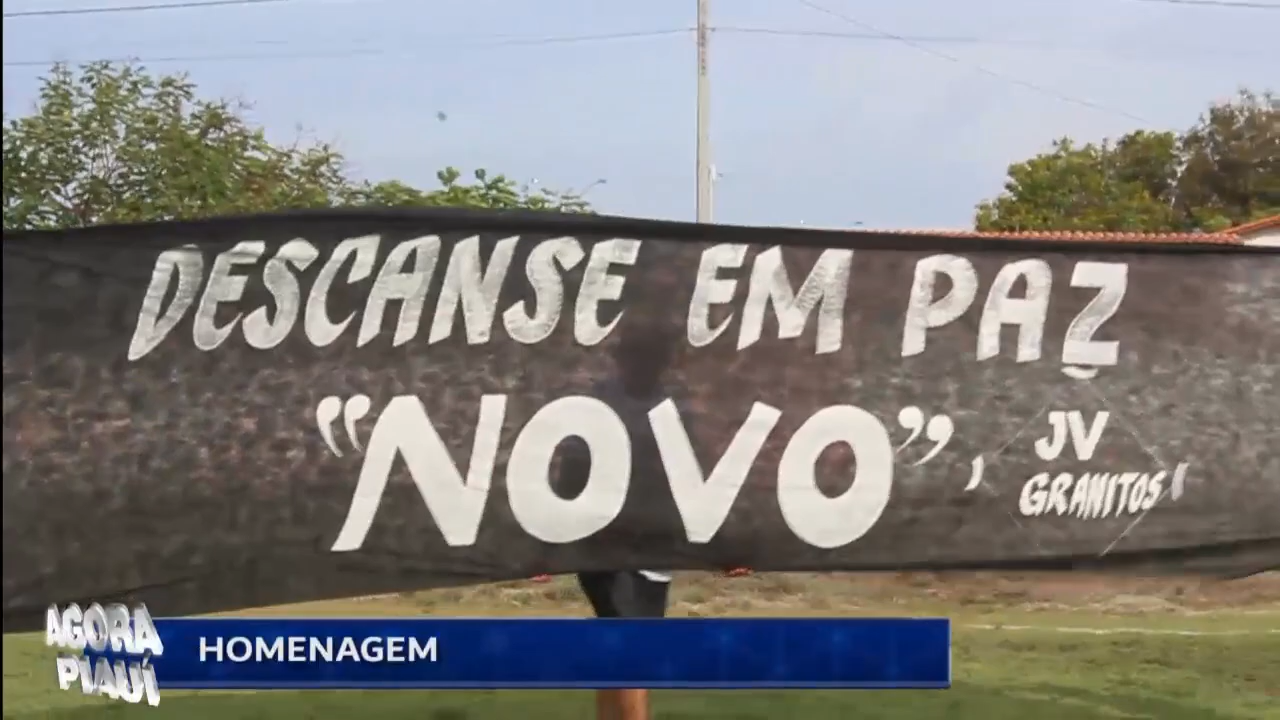 DESCANSE EM PAZ
"NOVO"
JV
GRANITOS
AGORA
PIAUÍ
HOMENAGEM